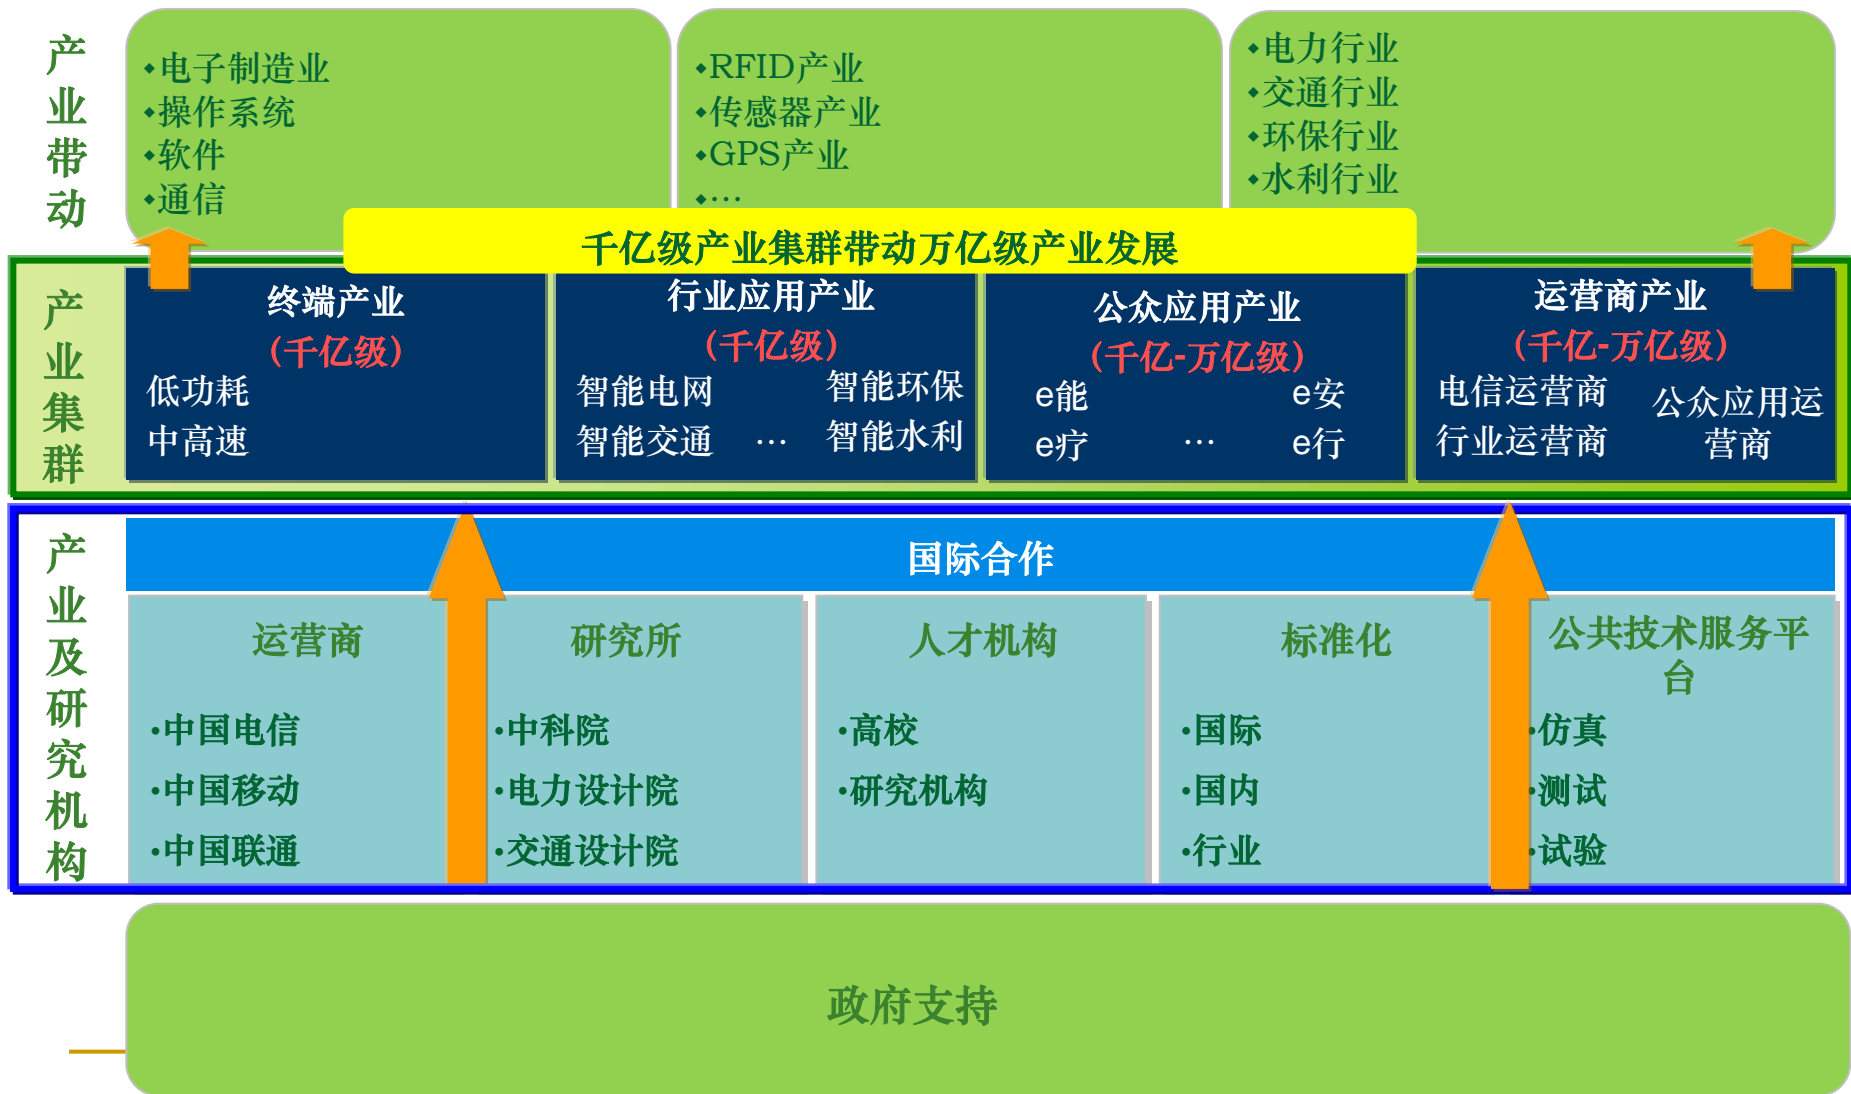 产业带动
◆电子制造业
◆操作系统
◆软件
◆通信
◆RFID产业
◆传感器产业
◆GPS产业
◆…
◆电力行业
◆交通行业
◆环保行业
◆水利行业
千亿级产业集群带动万亿级产业发展
产业集群
终端产业
(千亿级)
低功耗
中高速
行业应用产业
(千亿级)
智能电网
智能交通
…
智能环保
智能水利
公众应用产业
(千亿-万亿级)
e能
e疗
…
e安
e行
运营商产业
(千亿-万亿级)
电信运营商
行业运营商
公众应用运
营商
产业及研究机构
国际合作
运营商
•中国电信
•中国移动
•中国联通
研究所
•中科院
•电力设计院
•交通设计院
人才机构
•高校
•研究机构
标准化
•国际
•国内
•行业
公共技术服务平
台
•仿真
•测试
•试验
政府支持